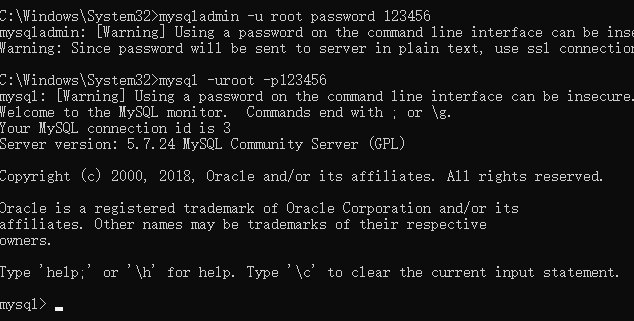 C:\Windows\System32>mysqladmin -u root password 123456
mysqladmin: [Warning] Using a password on the command line interface can be inse
Warning: Since password will be sent to server in plain text, use ssl connection
C:\Windows\System32>mysql -uroot -p123456
mysql: [Warning] Using a password on the command line interface can be insecure.
Welcome to the MySQL monitor.  Commands end with ; or \g.
Your MySQL connection id is 3
Server version: 5.7.24 MySQL Community Server (GPL)
Copyright (c) 2000, 2018, Oracle and/or its affiliates. All rights reserved.
Oracle is a registered trademark of Oracle Corporation and/or its
affiliates. Other names may be trademarks of their respective
owners.
Type 'help;' or '\h' for help. Type '\c' to clear the current input statement.
mysql>